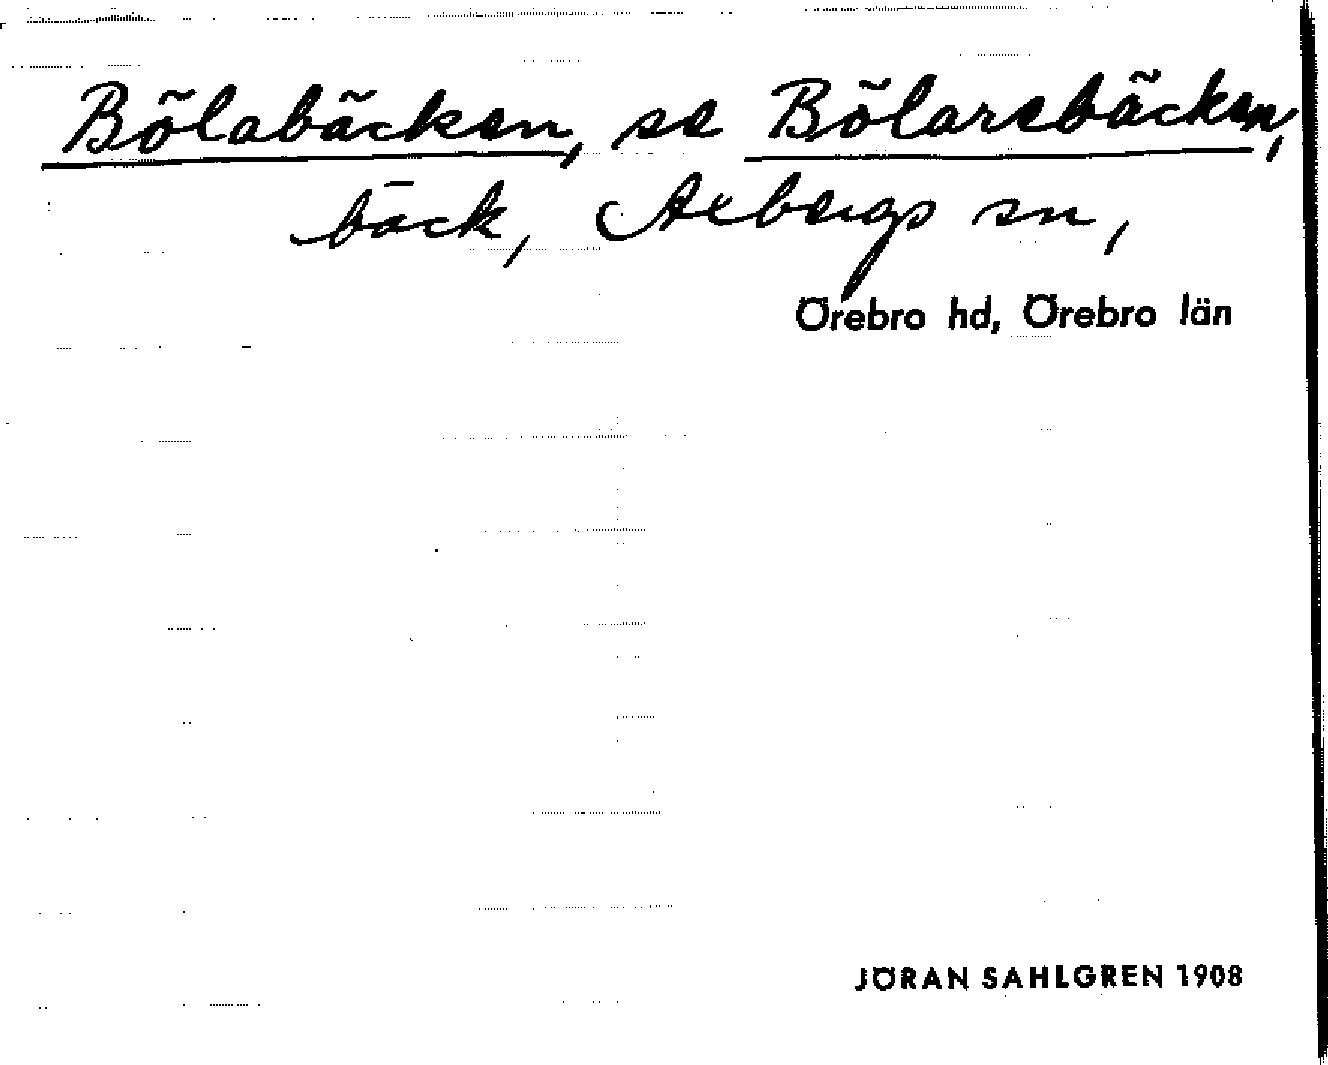 Bölabäcken, se Bölarebäcken,
bäck, Axbergs sn,
Örebro hd, Örebro län
JÖRAN SAHLGREN 1908